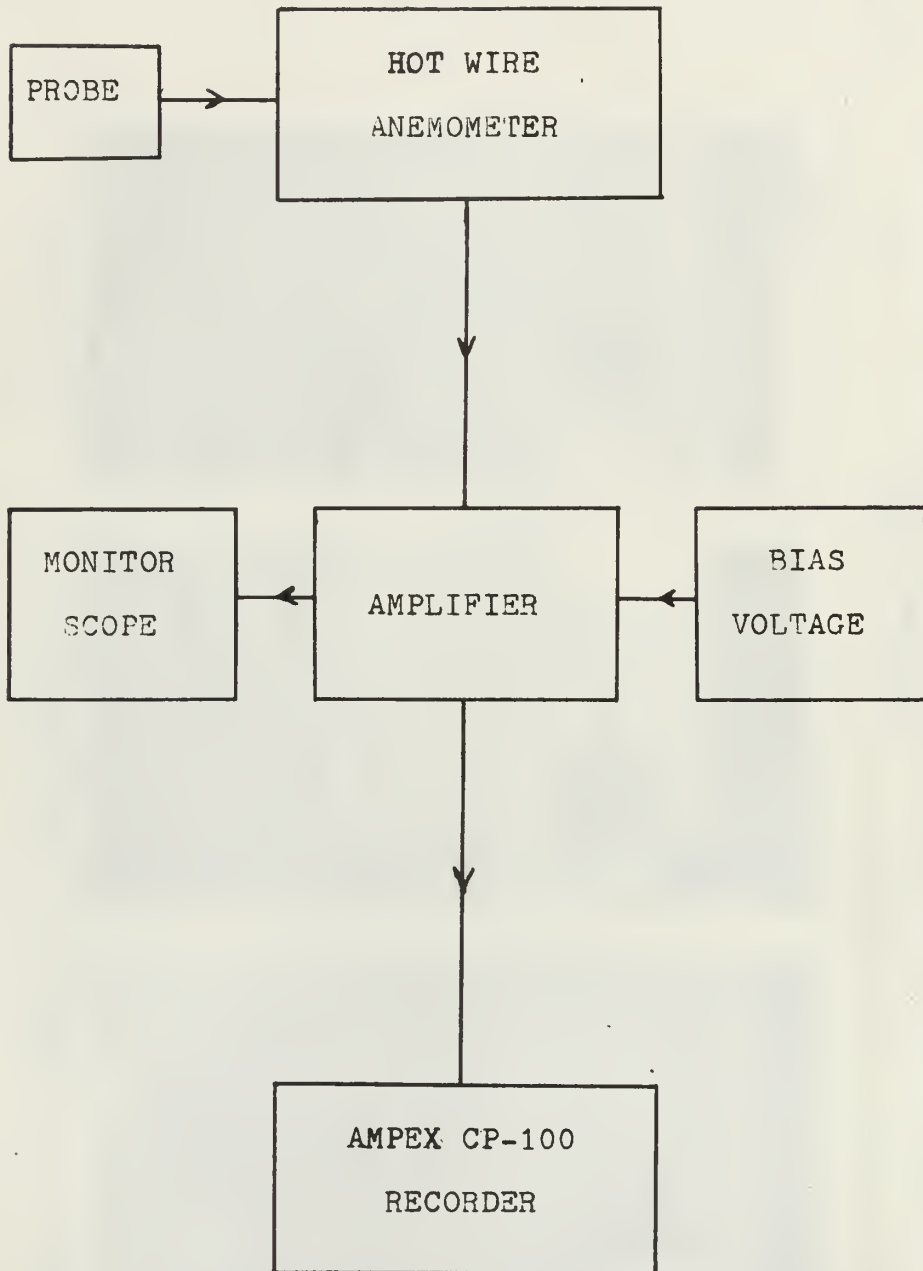 PROBE
HOT WIRE
ANEMOMETER
MONITOR
SCOPE
AMPLIFIER
BIAS
VOLTAGE
AMPEX CP-100
RECORDER